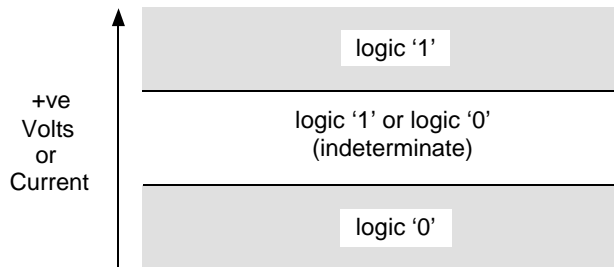 logic ‘1’
+ve
Volts
or
Current
logic ‘1’ or logic ‘0’
(indeterminate)
logic ‘0’